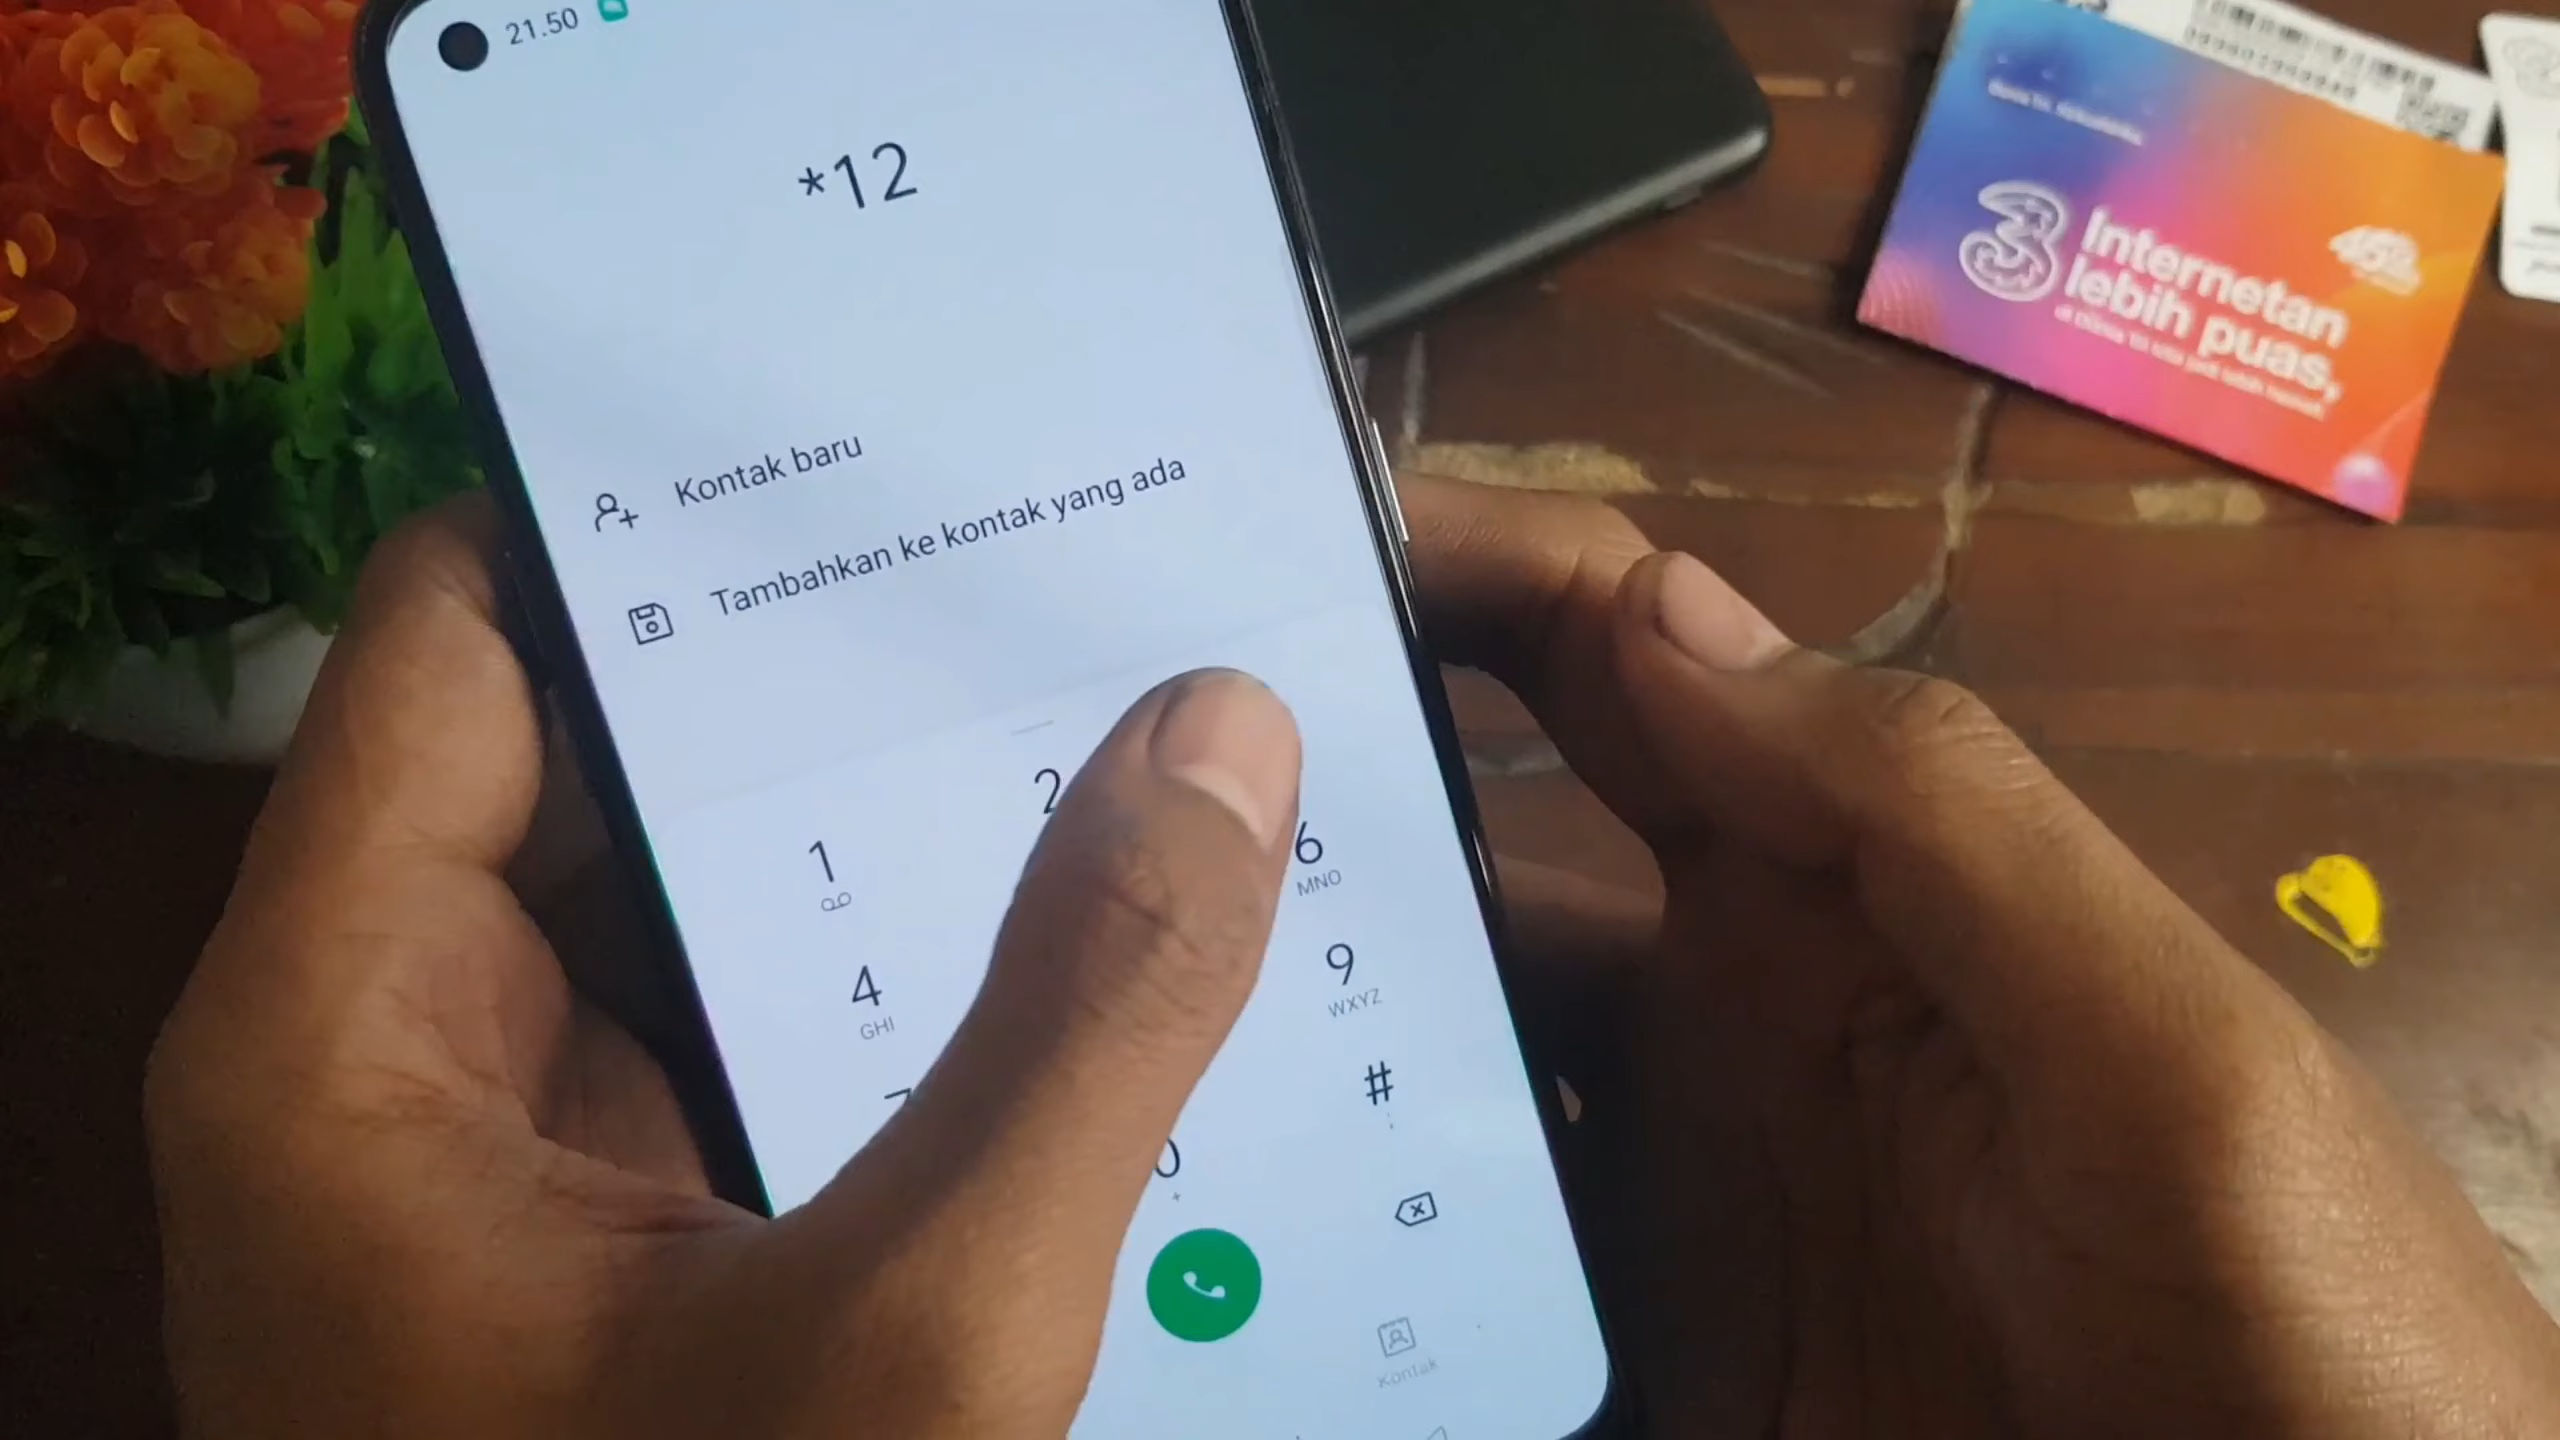 21.50
*12
Kontak baru
Tambahkan ke kontak yang ada
1
2
6
MNO
4
GHI
9
WXYZ
7
0
+
#
Kontak
3
Internetan
lebih puas,